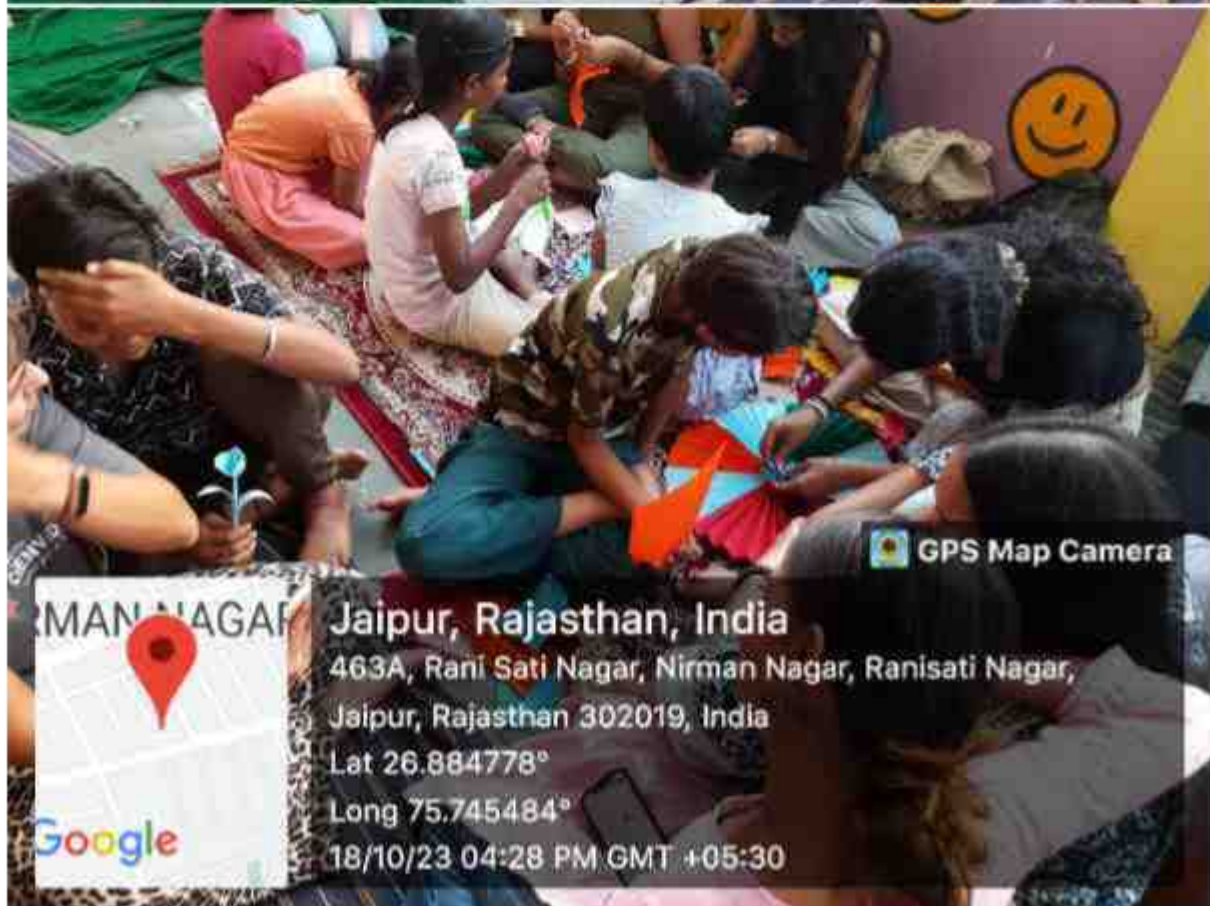 GPS Map Camera
RMAN NAGAR
Google
Jaipur, Rajasthan, India
463A, Rani Sati Nagar, Nirman Nagar, Ranisati Nagar,
Jaipur, Rajasthan 302019, India
Lat 26.884778°
Long 75.745484°
18/10/23 04:28 PM GMT +05:30